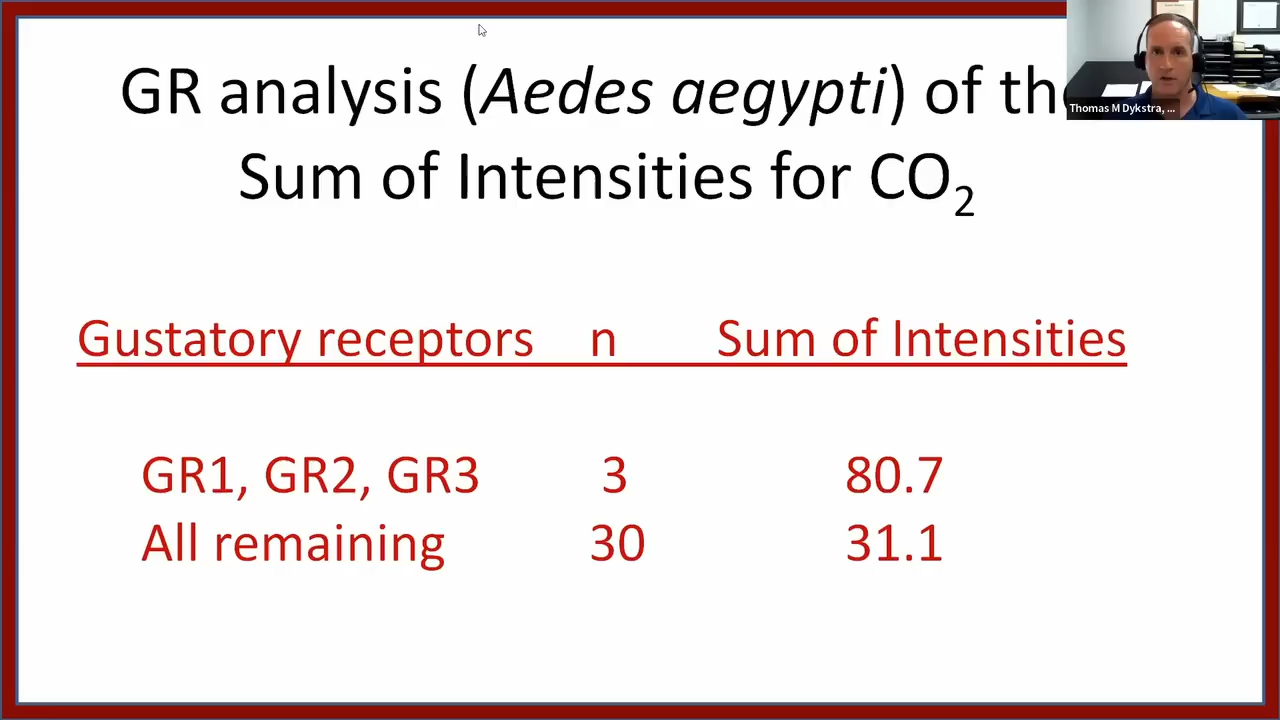 GR analysis (Aedes aegypti) of the
Sum of Intensities for CO₂
Thomas M Dykstra, ...
Gustatory receptors n Sum of Intensities
GR1, GR2, GR3 3 80.7
All remaining 30 31.1